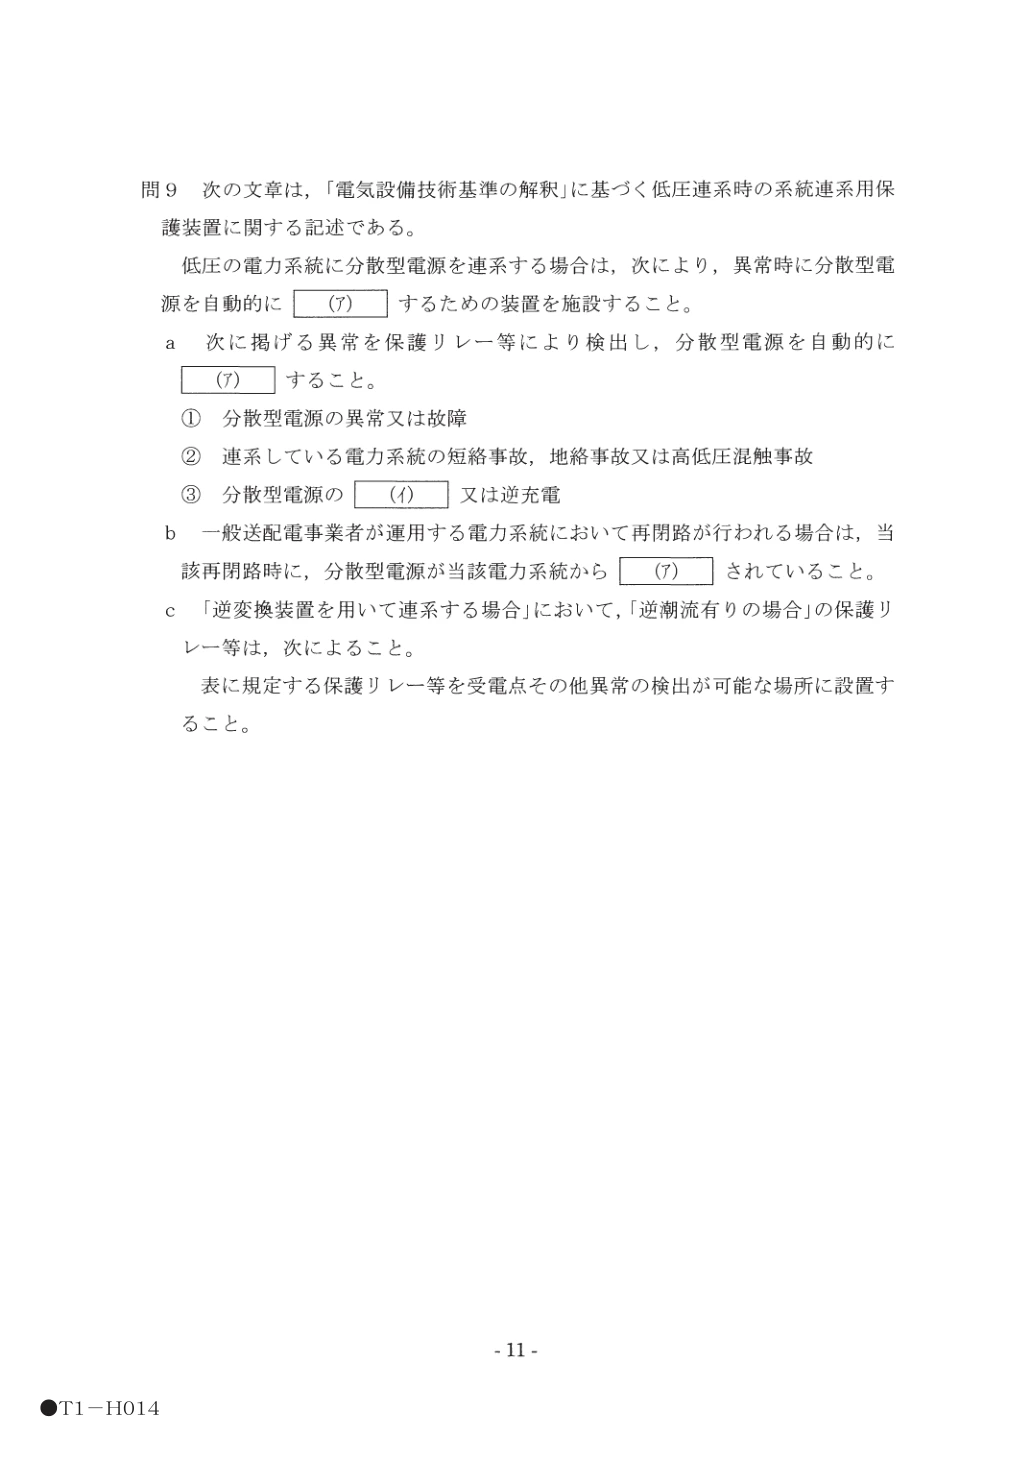 問９　次の文章は，「電気設備技術基準の解釈」に基づく低圧連系時の系統連系用保
護装置に関する記述である。
低圧の電力系統に分散型電源を連系する場合は，次により，異常時に分散型電
源を自動的に (ア) するための装置を施設すること。
a　次に掲げる異常を保護リレー等により検出し，分散型電源を自動的に
(ア) すること。
①　分散型電源の異常又は故障
②　連系している電力系統の短絡事故，地絡事故又は高低圧混触事故
③　分散型電源の (イ) 又は逆充電
b　一般送配電事業者が運用する電力系統において再閉路が行われる場合は，当
該再閉路時に，分散型電源が当該電力系統から (ア) されていること。
c　「逆変換装置を用いて連系する場合」において，「逆潮流有りの場合」の保護リ
レー等は，次によること。
表に規定する保護リレー等を受電点その他異常の検出が可能な場所に設置す
ること。
- 11 -
●T1－H014